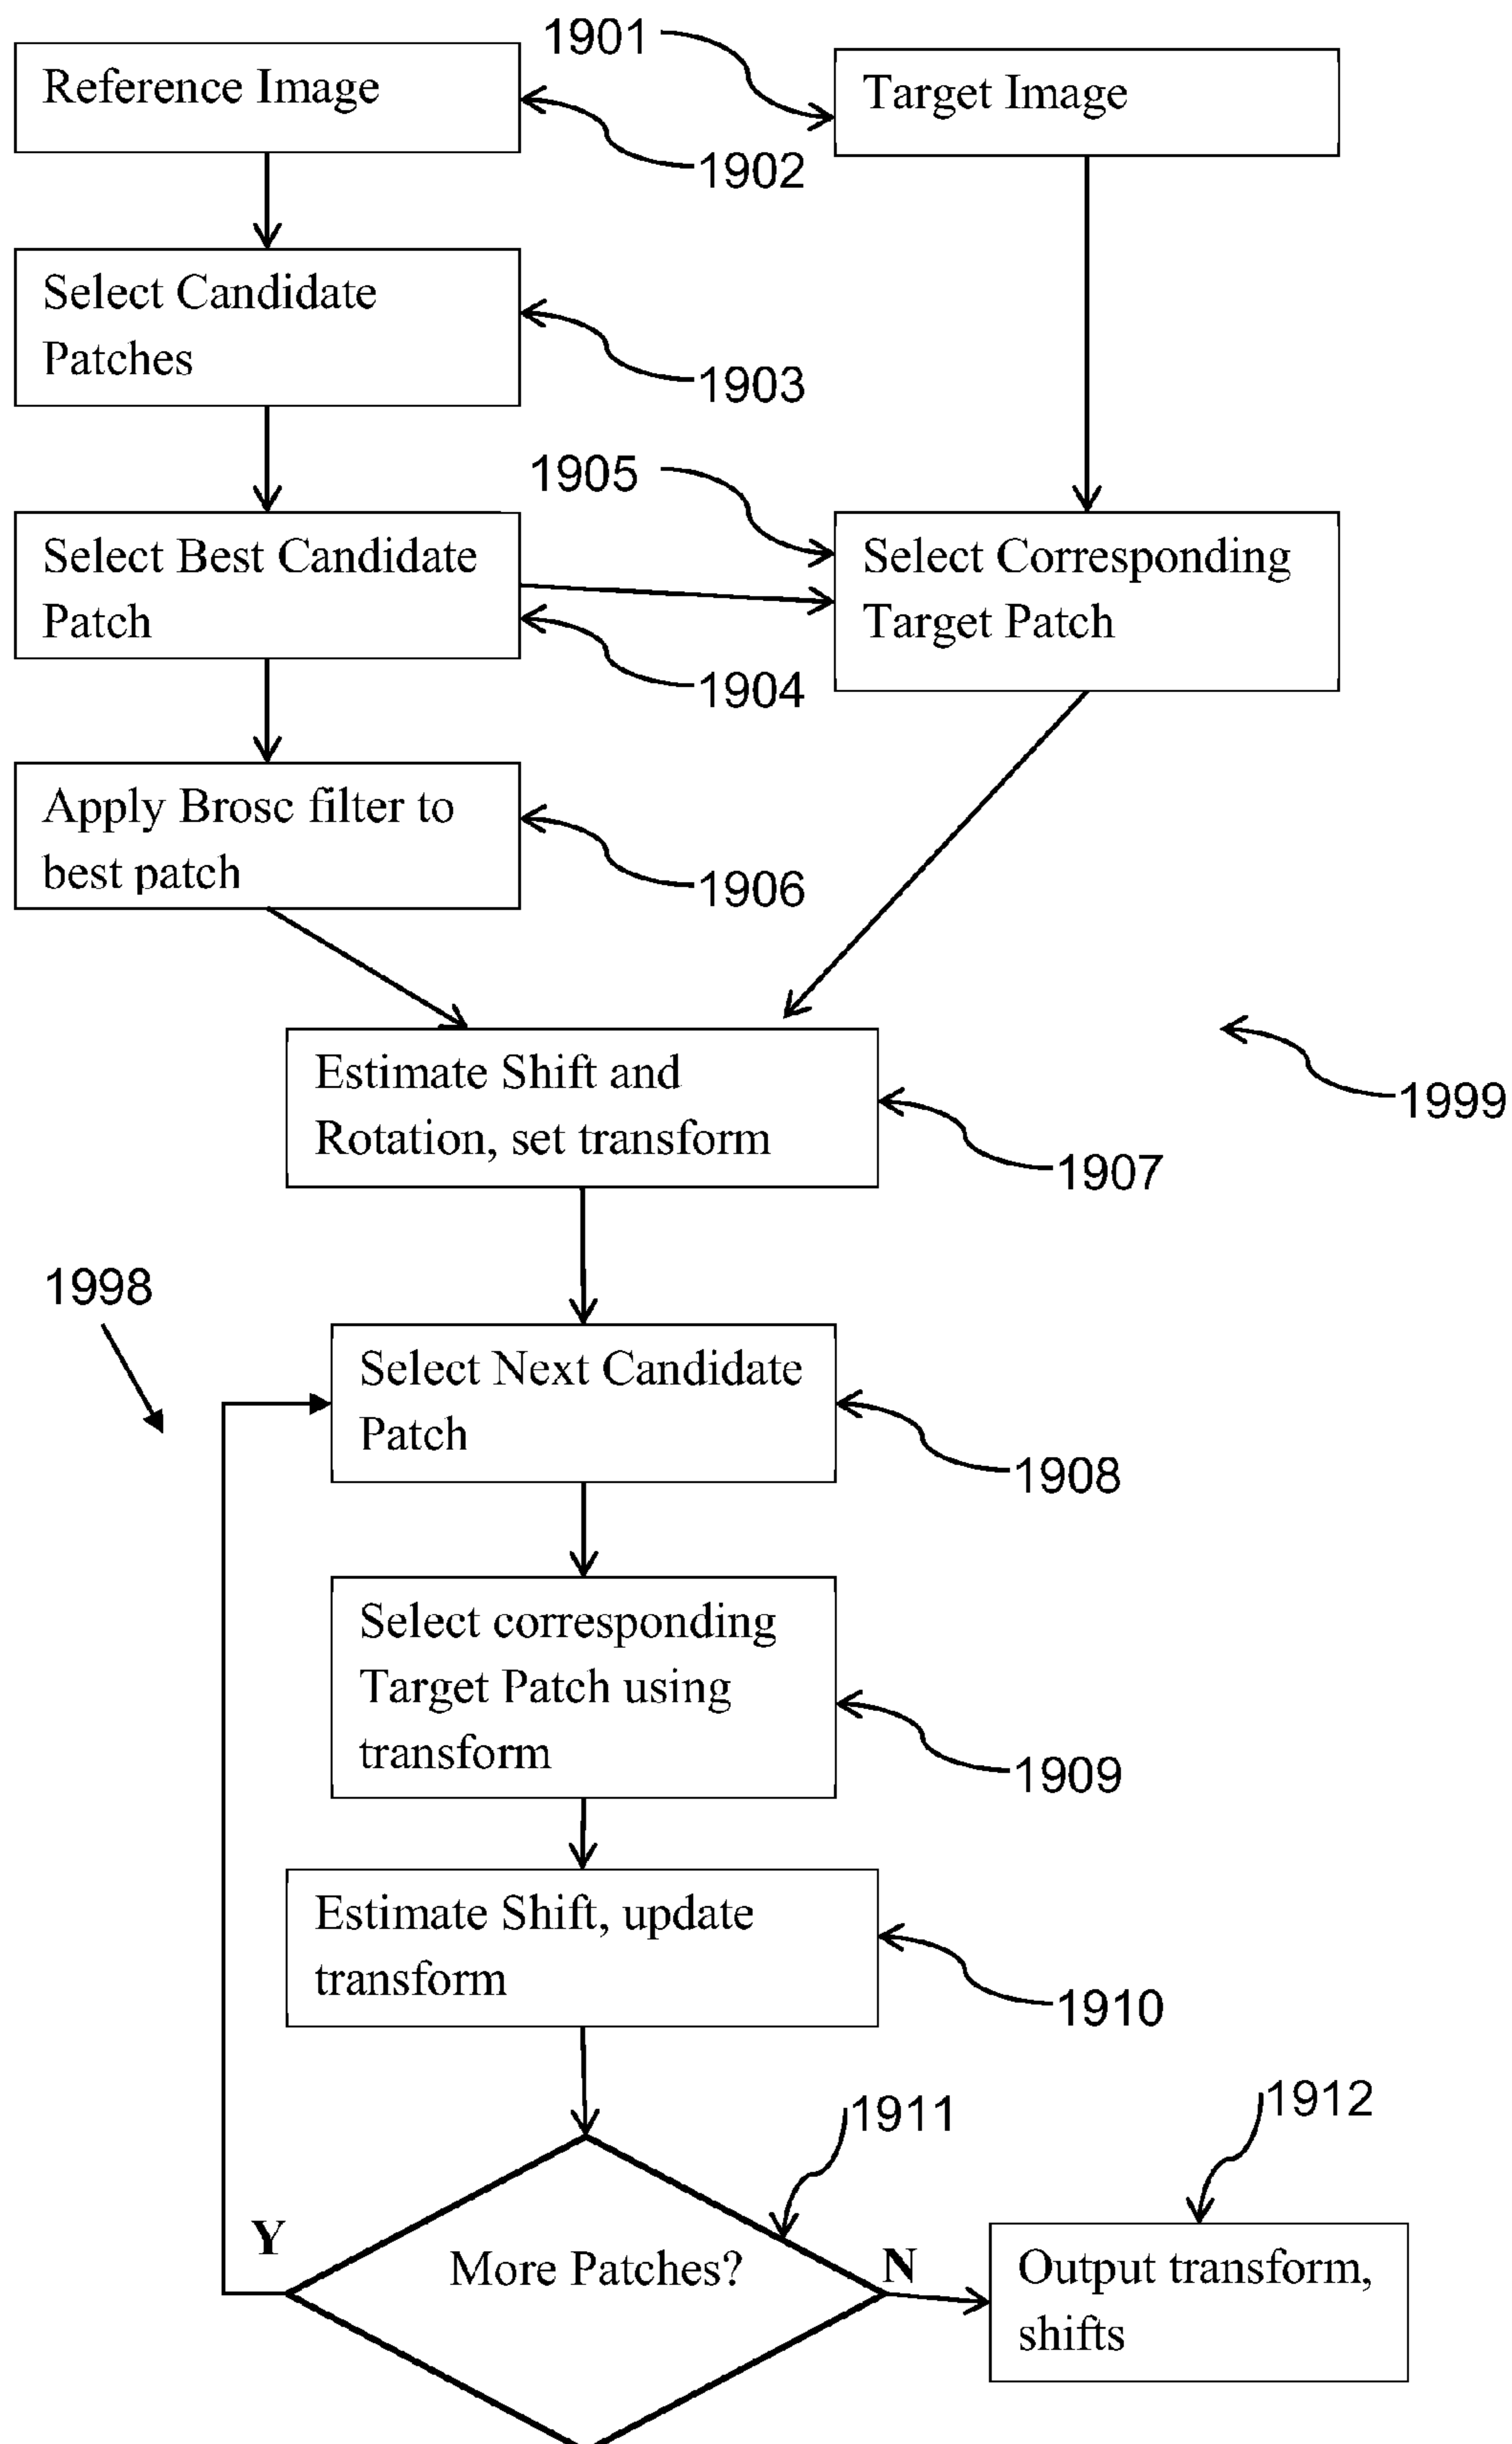 1901
Reference Image
Target Image
1902
Select Candidate
Patches
1903
1905
Select Best Candidate
Patch
Select Corresponding
Target Patch
1904
Apply Brosc filter to
best patch
1906
Estimate Shift and
Rotation, set transform
1999
1907
1998
Select Next Candidate
Patch
1908
Select corresponding
Target Patch using
transform
1909
Estimate Shift, update
transform
1910
1911
1912
Y
More Patches?
N
Output transform,
shifts